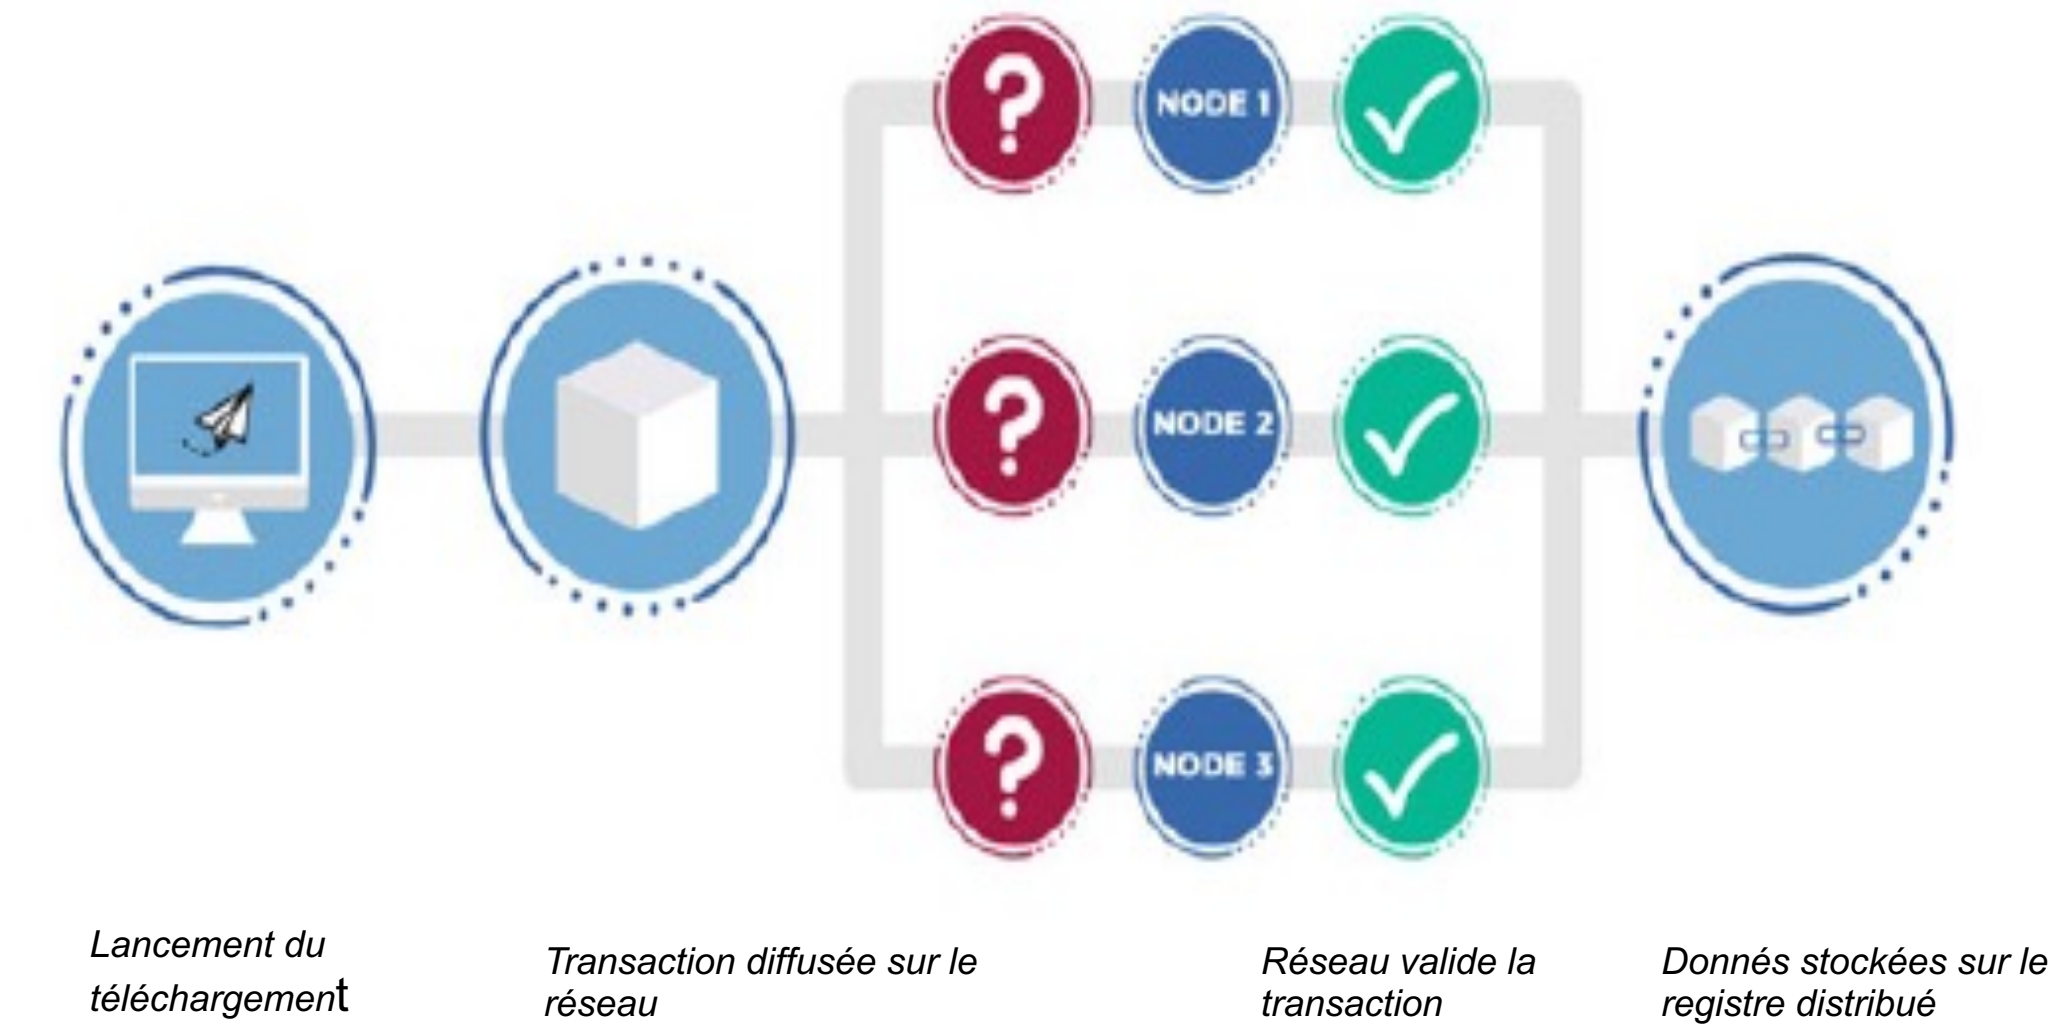 NODE 1
NODE 2
NODE 3
Lancement du
téléchargement
Transaction diffusée sur le
réseau
Réseau valide la
transaction
Donnés stockées sur le
registre distribué